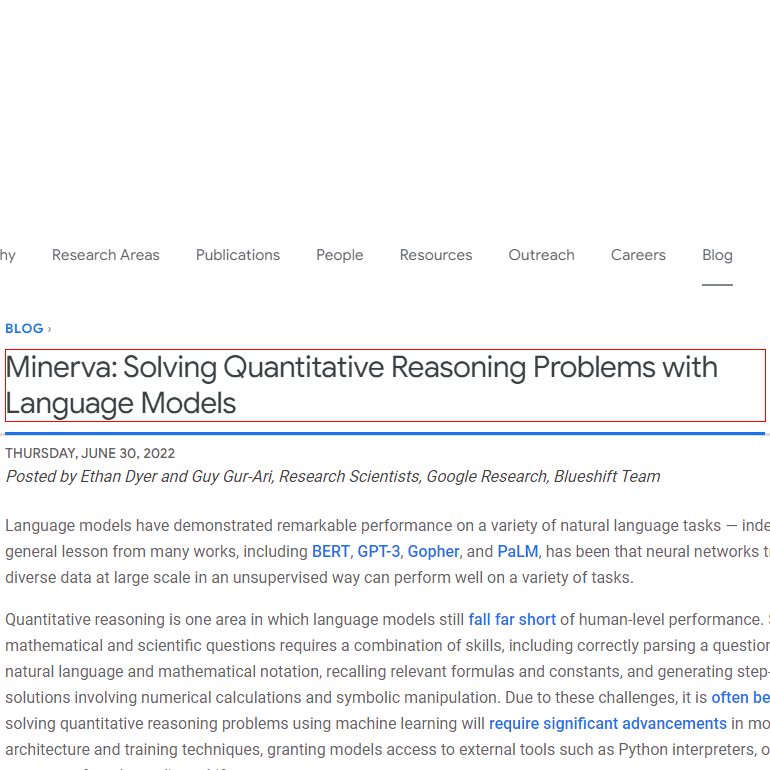 hy Research Areas Publications People Resources Outreach Careers Blog
BLOG ›
Minerva: Solving Quantitative Reasoning Problems with
Language Models
THURSDAY, JUNE 30, 2022
Posted by Ethan Dyer and Guy Gur-Ari, Research Scientists, Google Research, Blueshift Team
Language models have demonstrated remarkable performance on a variety of natural language tasks — inde
general lesson from many works, including BERT, GPT-3, Gopher, and PaLM, has been that neural networks t
diverse data at large scale in an unsupervised way can perform well on a variety of tasks.
Quantitative reasoning is one area in which language models still fall far short of human-level performance. S
mathematical and scientific questions requires a combination of skills, including correctly parsing a question
natural language and mathematical notation, recalling relevant formulas and constants, and generating step-
solutions involving numerical calculations and symbolic manipulation. Due to these challenges, it is often be
solving quantitative reasoning problems using machine learning will require significant advancements in mo
architecture and training techniques, granting models access to external tools such as Python interpreters, o